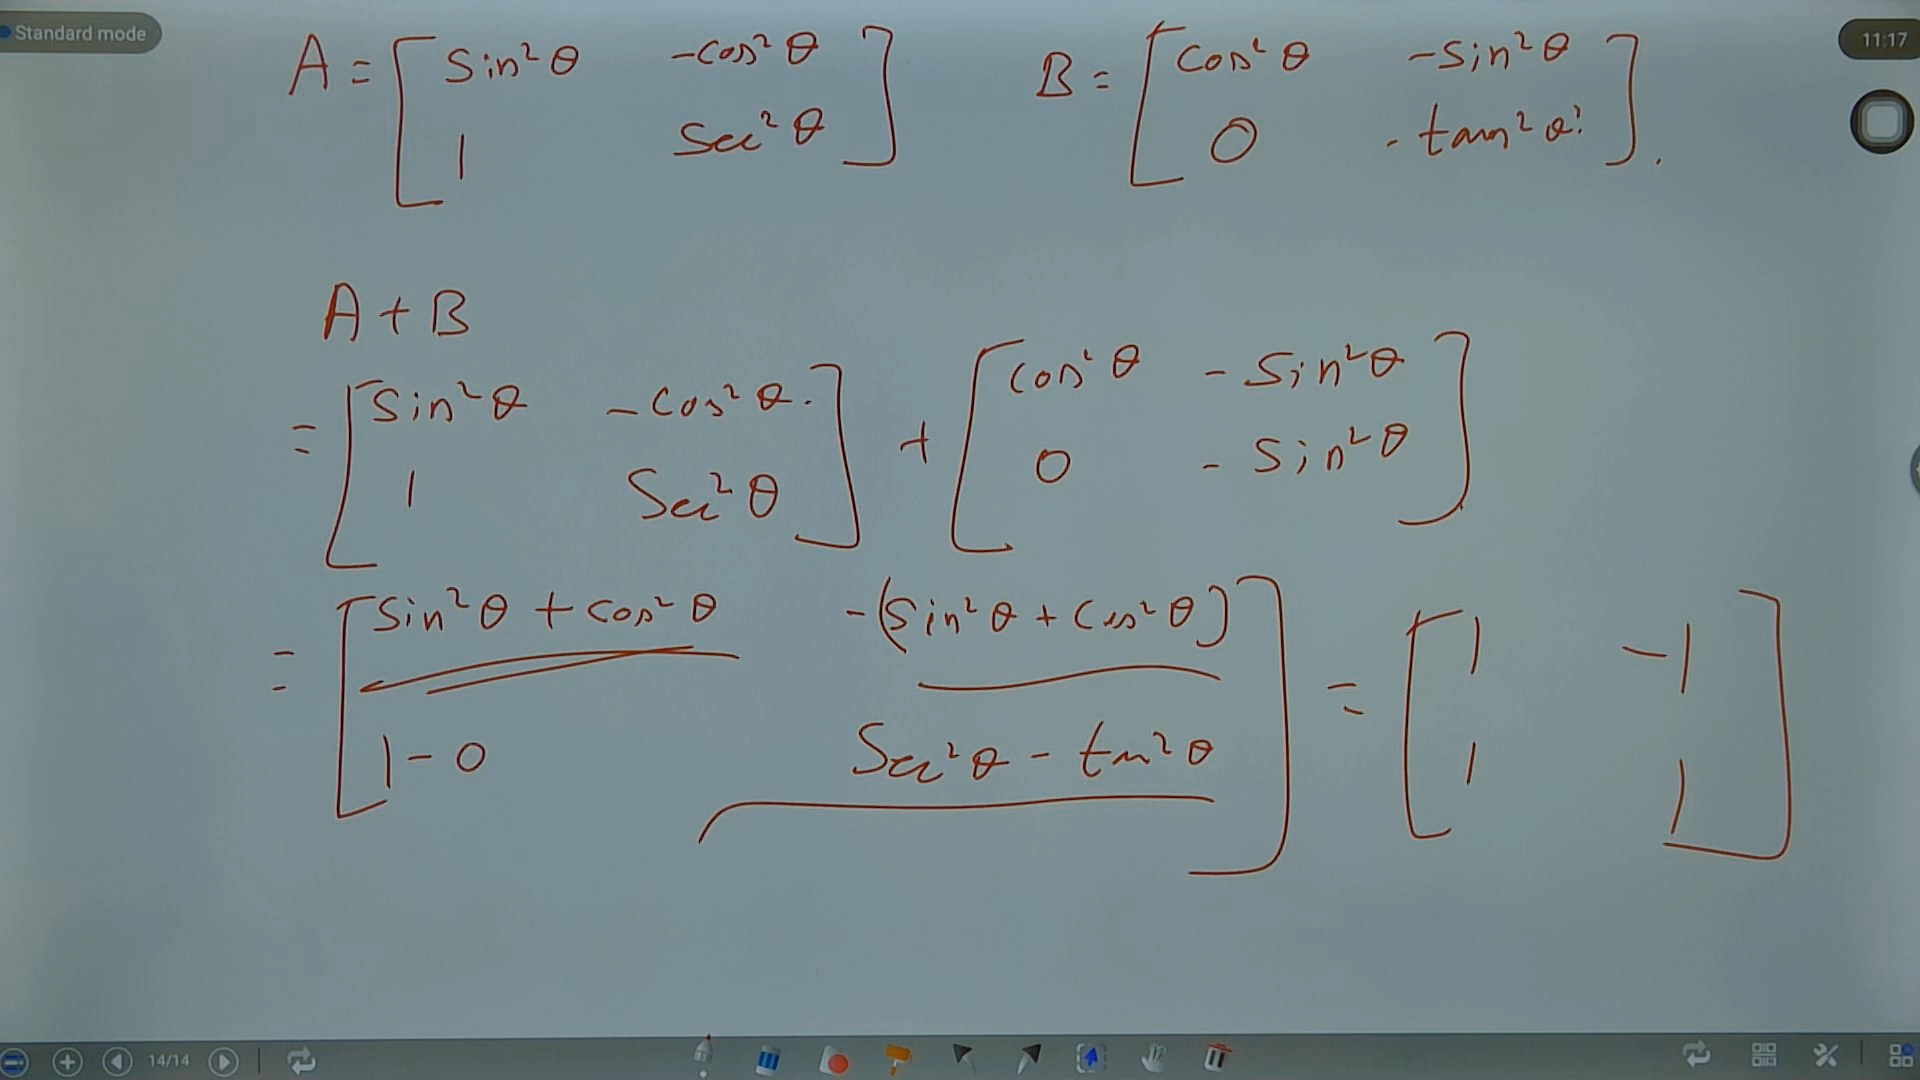 Standard mode
11:17
A = [ sin²θ -cos²θ B = [ cos²θ -sin²θ
1 sec²θ ] 0 -tan²θ ].
A + B
= [ sin²θ -cos²θ. + [ cos²θ - sin²θ
1 Sec²θ ] 0 - sin²θ ]
= [ sin²θ + cos²θ -(sin²θ + cos²θ) = [ 1 -1
1 - 0 Sec²θ - tan²θ ] 1 1 ]
14/14